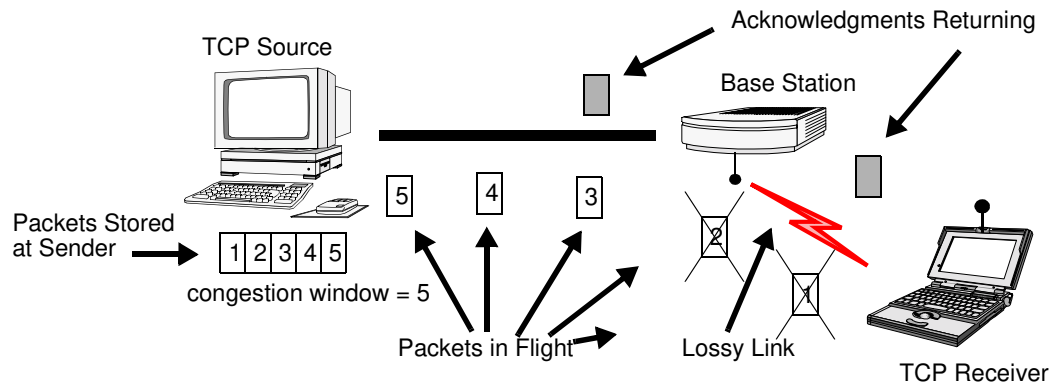 Acknowledgments Returning
TCP Source
Base Station
5
4
3
Packets Stored
at Sender
1 2 3 4 5
2
1
congestion window = 5
Packets in Flight
Lossy Link
TCP Receiver